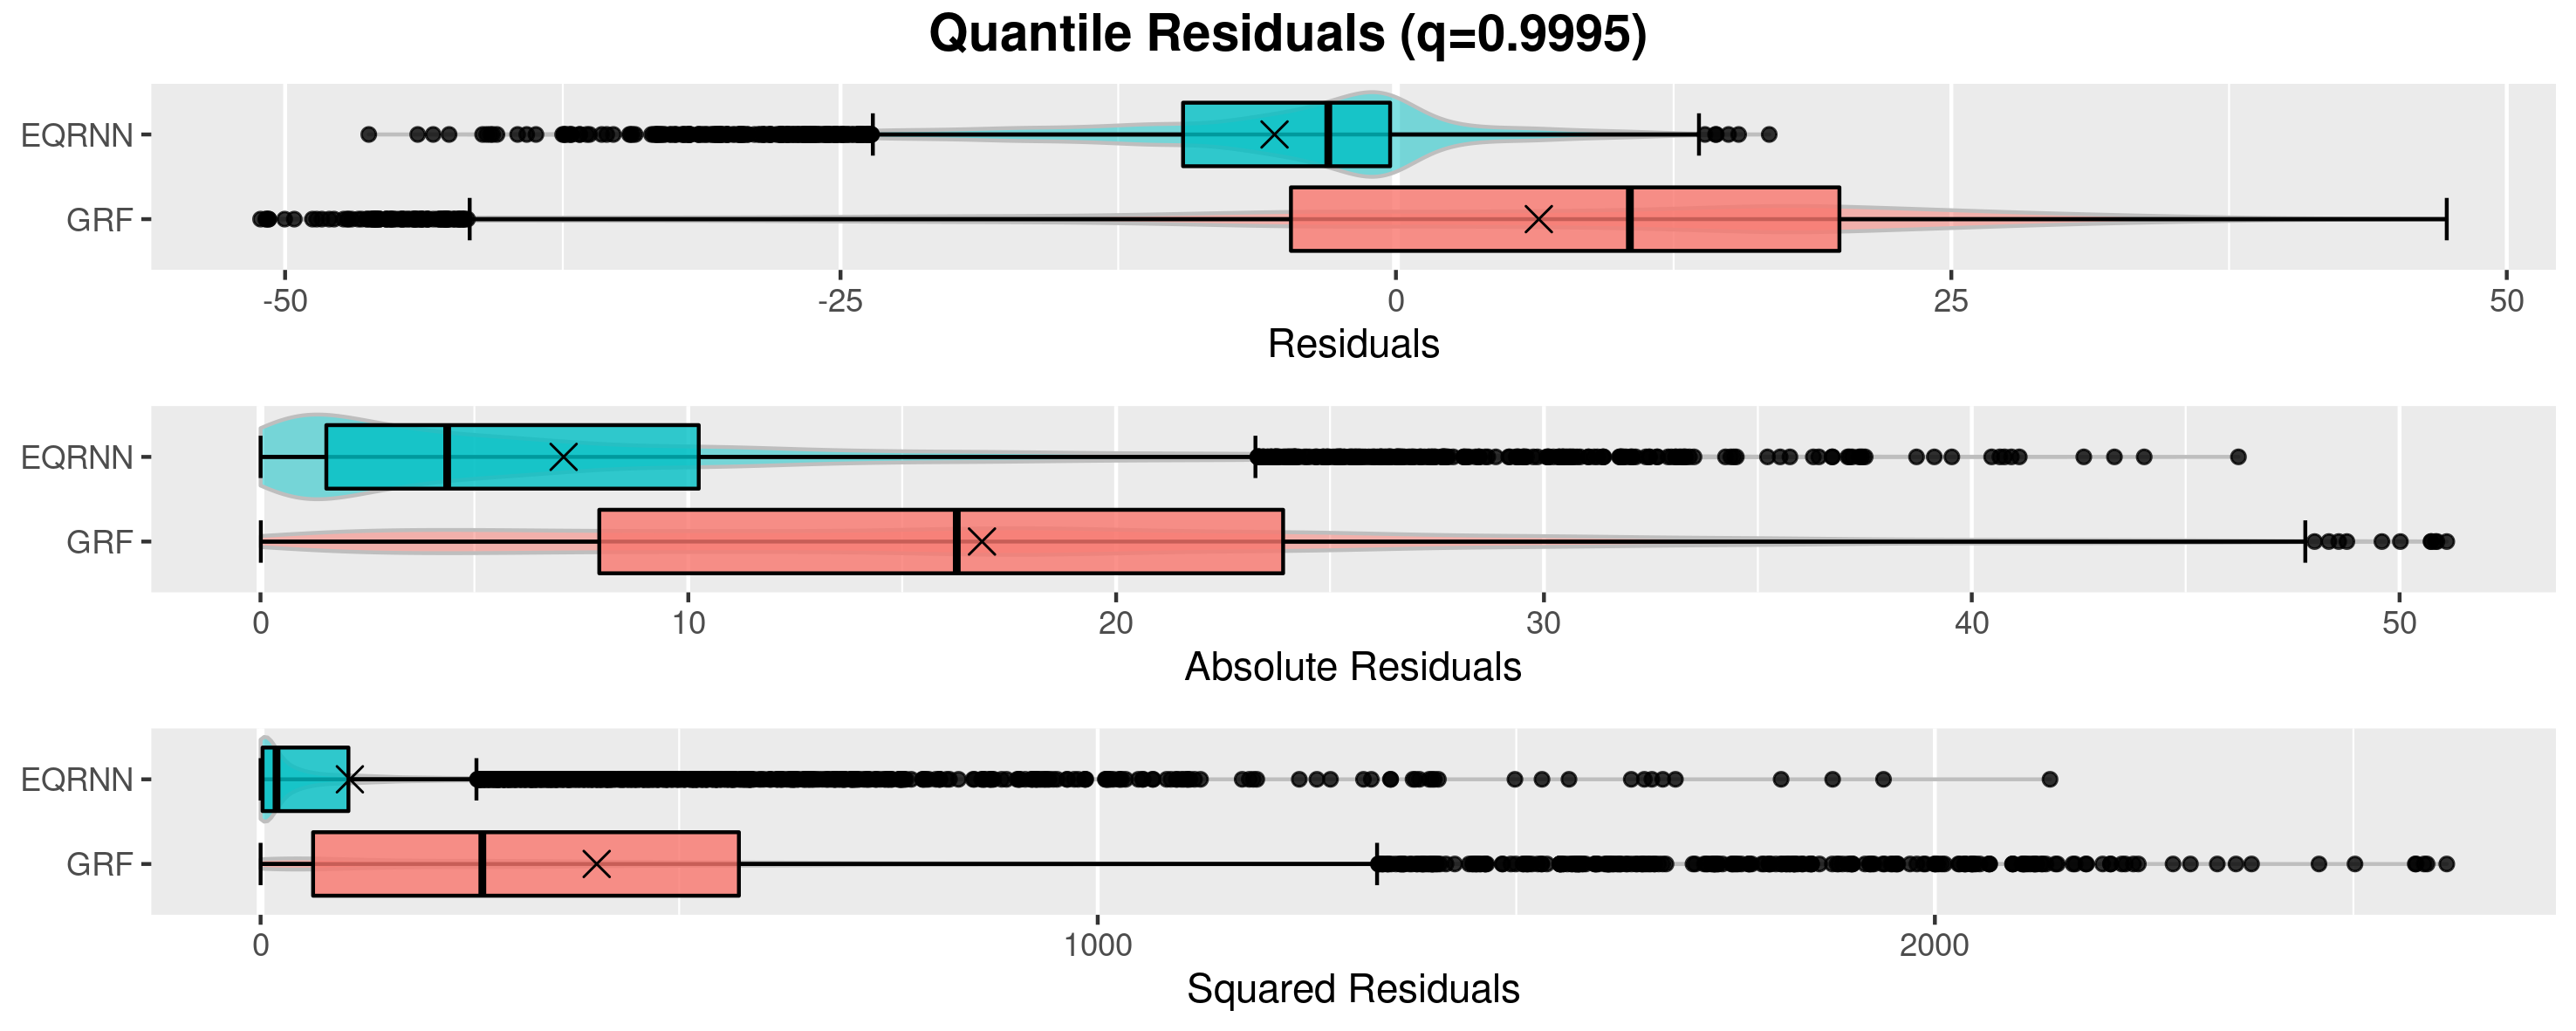 Quantile Residuals (q=0.9995)
EQRNN
GRF
-50 -25 0 25 50
Residuals
EQRNN
GRF
0 10 20 30 40 50
Absolute Residuals
EQRNN
GRF
0 1000 2000
Squared Residuals